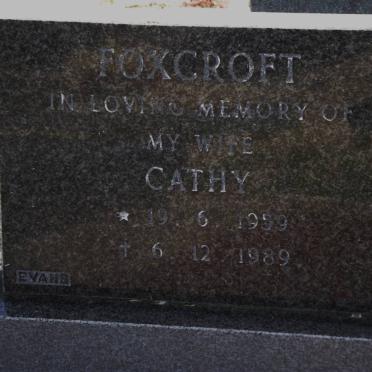 FOXCROFT
IN LOVING MEMORY OF
MY WIFE
CATHY
* 19. 6. 1959
† 6. 12. 1989
EVANS